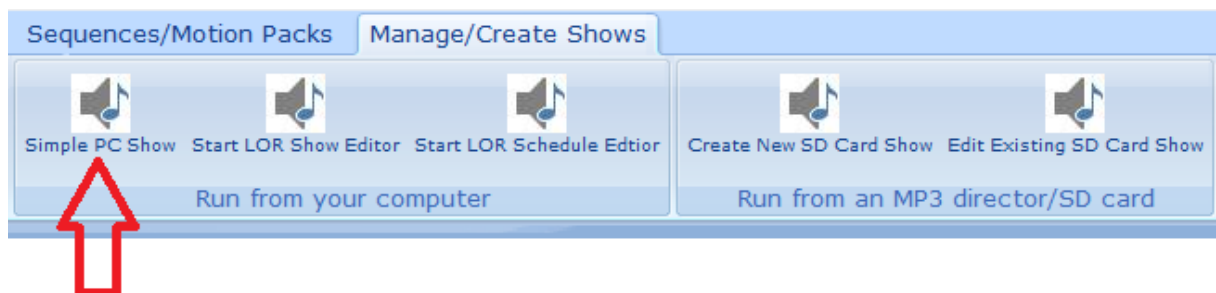 Sequences/Motion Packs Manage/Create Shows
Simple PC Show Start LOR Show Editor Start LOR Schedule Edtior Create New SD Card Show Edit Existing SD Card Show
Run from your computer Run from an MP3 director/SD card